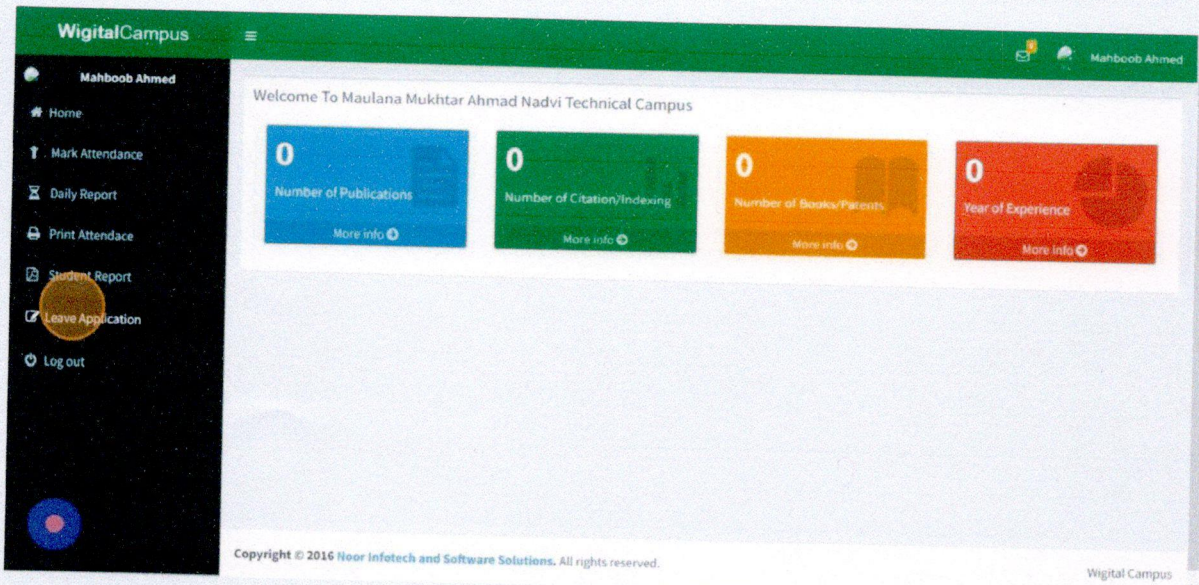 WigitalCampus
Mahboob Ahmed
Mahboob Ahmed
Home
Mark Attendance
Daily Report
Print Attendace
Student Report
Leave Application
Log out
Welcome To Maulana Mukhtar Ahmad Nadvi Technical Campus
0
Number of Publications
More info
0
Number of Citation/Indexing
More info
0
Number of Books/Patents
More info
0
Year of Experience
More info
Copyright © 2016 Noor Infotech and Software Solutions. All rights reserved.
Wigital Campus